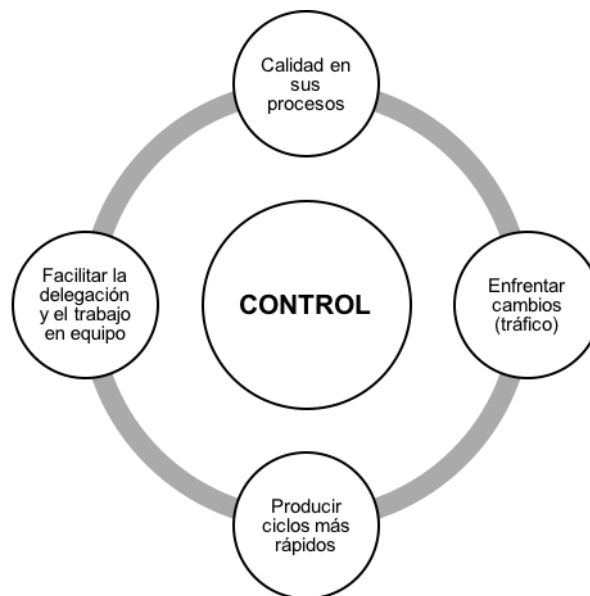 Calidad en
sus
procesos
Facilitar la
delegación
y el trabajo
en equipo
CONTROL
Enfrentar
cambios
(tráfico)
Producir
ciclos más
rápidos